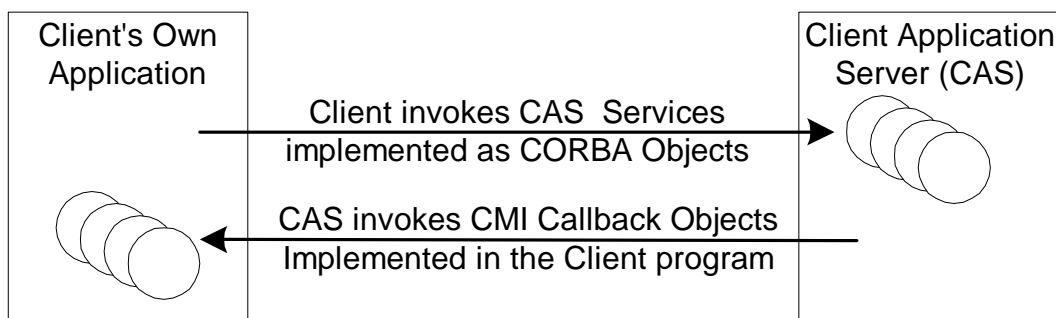 Client's Own
Application
Client Application
Server (CAS)
Client invokes CAS Services
implemented as CORBA Objects
CAS invokes CMI Callback Objects
Implemented in the Client program